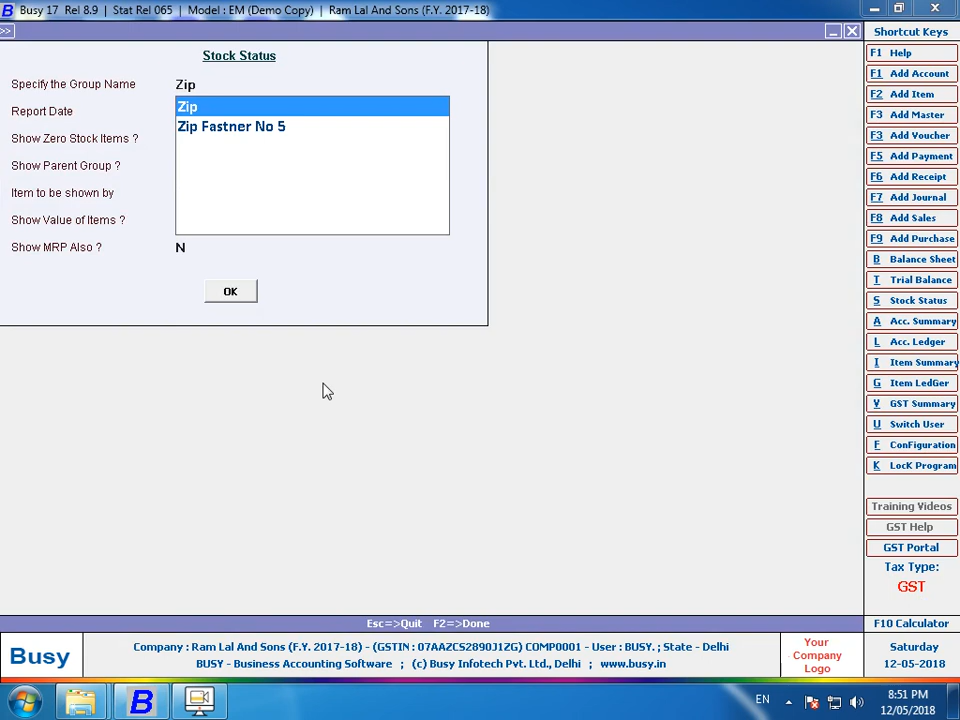 B Busy 17 Rel 8.9 | Stat Rel 065 | Model : EM (Demo Copy) | Ram Lal And Sons (F.Y. 2017-18)
>>
Stock Status
Specify the Group Name Zip
Zip
Zip Fastner No 5
Report Date
Show Zero Stock Items ?
Show Parent Group ?
Item to be shown by
Show Value of Items ?
Show MRP Also ? N
OK
Shortcut Keys
F1 Help
F1 Add Account
F2 Add Item
F3 Add Master
F3 Add Voucher
F5 Add Payment
F6 Add Receipt
F7 Add Journal
F8 Add Sales
F9 Add Purchase
B Balance Sheet
T Trial Balance
S Stock Status
A Acc. Summary
L Acc. Ledger
I Item Summary
G Item LedGer
Y GST Summary
U Switch User
F ConFiguration
K LocK Program
Training Videos
GST Help
GST Portal
Tax Type:
GST
Esc=>Quit F2=>Done
F10 Calculator
Busy
Company : Ram Lal And Sons (F.Y. 2017-18) - (GSTIN : 07AAZCS2890J1ZG) COMP0001 - User : BUSY. ; State - Delhi
BUSY - Business Accounting Software ; (c) Busy Infotech Pvt. Ltd., Delhi ; www.busy.in
Your
Company
Logo
Saturday
12-05-2018
B
EN
8:51 PM
12/05/2018